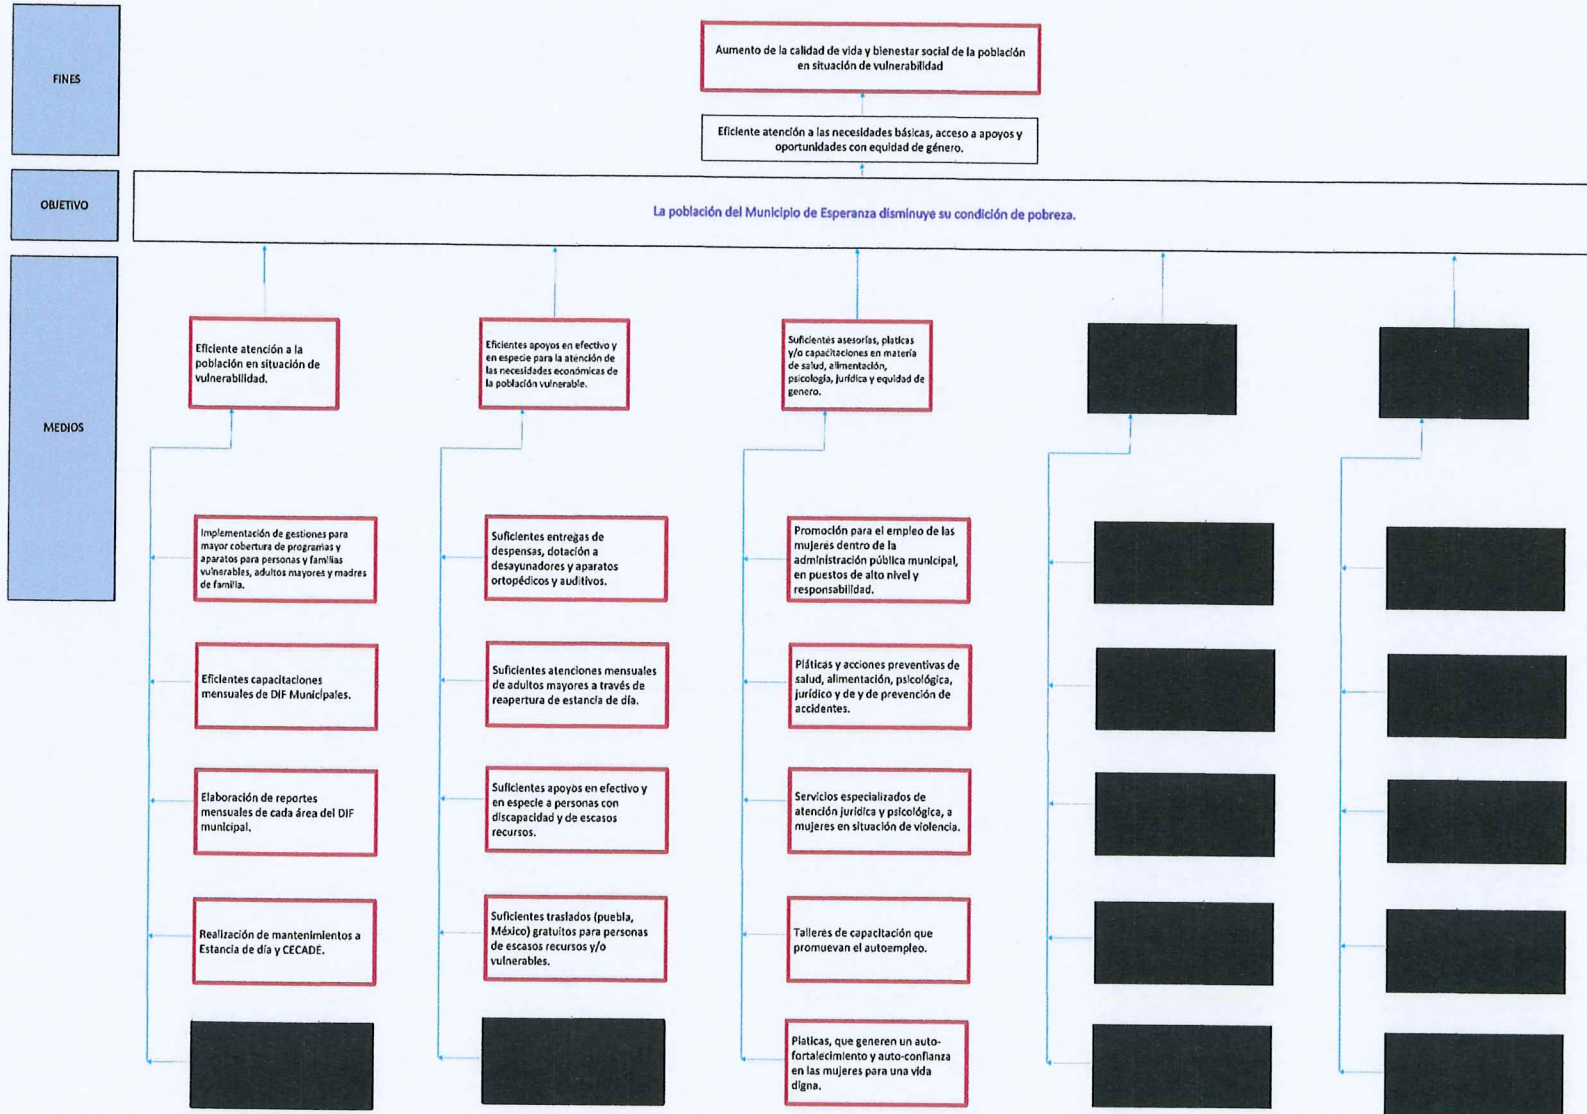 FINES
Aumento de la calidad de vida y bienestar social de la población
en situación de vulnerabilidad
Eficiente atención a las necesidades básicas, acceso a apoyos y
oportunidades con equidad de género.
OBJETIVO
La población del Municipio de Esperanza disminuye su condición de pobreza.
MEDIOS
Eficiente atención a la
población en situación de
vulnerabilidad.
Eficientes apoyos en efectivo y
en especie para la atención de
las necesidades económicas de
la población vulnerable.
Suficientes asesorías, platicas
y/o capacitaciones en materia
de salud, alimentación,
psicología, jurídica y equidad de
genero.
Implementación de gestiones para
mayor cobertura de programas y
aparatos para personas y familias
vulnerables, adultos mayores y madres
de familia.
Suficientes entregas de
despensas, dotación a
desayunadores y aparatos
ortopédicos y auditivos.
Promoción para el empleo de las
mujeres dentro de la
administración pública municipal,
en puestos de alto nivel y
responsabilidad.
Eficientes capacitaciones
mensuales de DIF Municipales.
Suficientes atenciones mensuales
de adultos mayores a través de
reapertura de estancia de día.
Pláticas y acciones preventivas de
salud, alimentación, psicológica,
jurídico y de y de prevención de
accidentes.
Elaboración de reportes
mensuales de cada área del DIF
municipal.
Suficientes apoyos en efectivo y
en especie a personas con
discapacidad y de escasos
recursos.
Servicios especializados de
atención jurídica y psicológica, a
mujeres en situación de violencia.
Realización de mantenimientos a
Estancia de día y CECADE.
Suficientes traslados (puebla,
México) gratuitos para personas
de escasos recursos y/o
vulnerables.
Talleres de capacitación que
promuevan el autoempleo.
Platicas, que generen un auto-
fortalecimiento y auto-confianza
en las mujeres para una vida
digna.